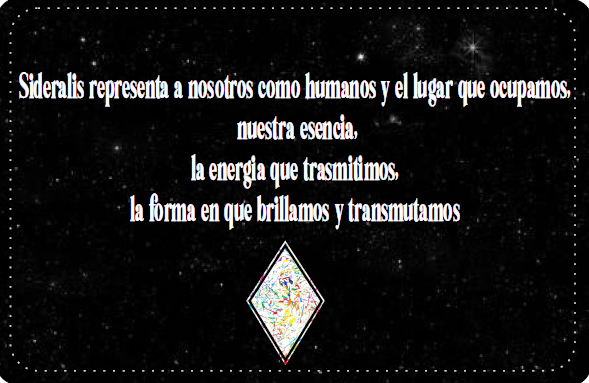 Sideralis representa a nosotros como humanos y el lugar que ocupamos,
nuestra esencia,
la energia que trasmitimos,
la forma en que brillamos y transmutamos